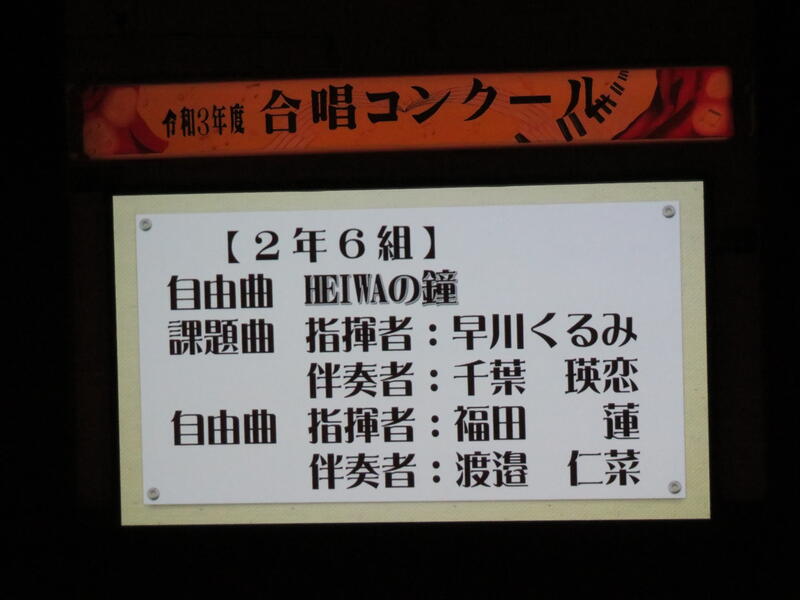 令和3年度 合唱コンクール
【２年６組】
自由曲 HEIWAの鐘
課題曲 指揮者：早川くるみ
伴奏者：千葉 瑛恋
自由曲 指揮者：福田 蓮
伴奏者：渡邉 仁菜